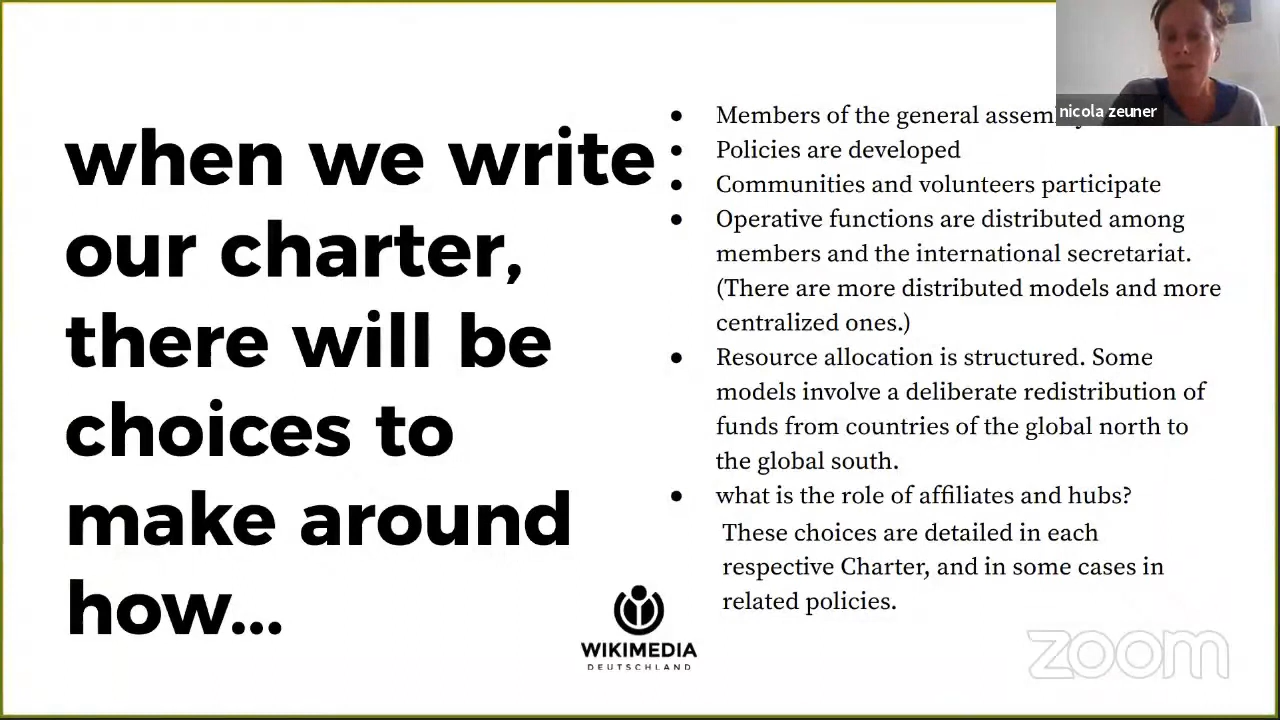 when we write
our charter,
there will be
choices to
make around
how...
● Members of the general
● Policies are developed
● Communities and volunteers participate
● Operative functions are distributed among
members and the international secretariat.
(There are more distributed models and more
centralized ones.)
● Resource allocation is structured. Some
models involve a deliberate redistribution of
funds from countries of the global north to
the global south.
● what is the role of affiliates and hubs?
These choices are detailed in each
respective Charter, and in some cases in
related policies.
nicola zeuner
WIKIMEDIA
DEUTSCHLAND
zoom